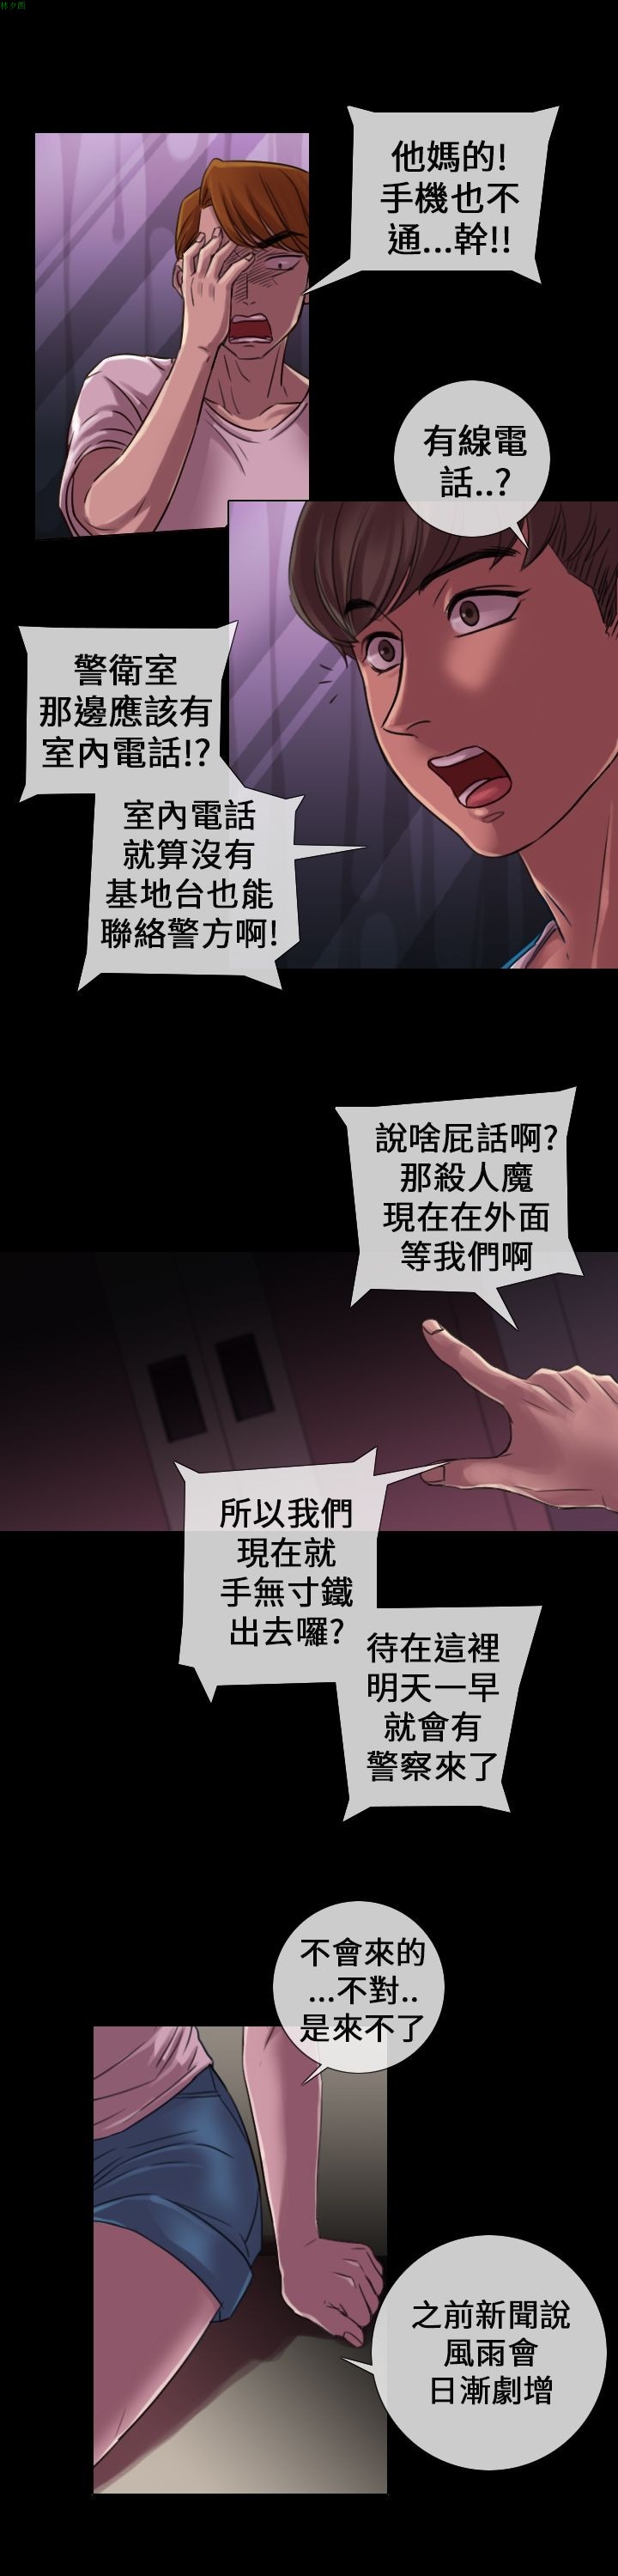 林夕西
他媽的!
手機也不
通...幹!!
有線電
話..?
警衛室
那邊應該有
室內電話!?
室內電話
就算沒有
基地台也能
聯絡警方啊!
說啥屁話啊?
那殺人魔
現在在外面
等我們啊
所以我們
現在就
手無寸鐵
出去囉?
待在這裡
明天一早
就會有
警察來了
不會來的
...不對..
是來不了
之前新聞說
風雨會
日漸劇增